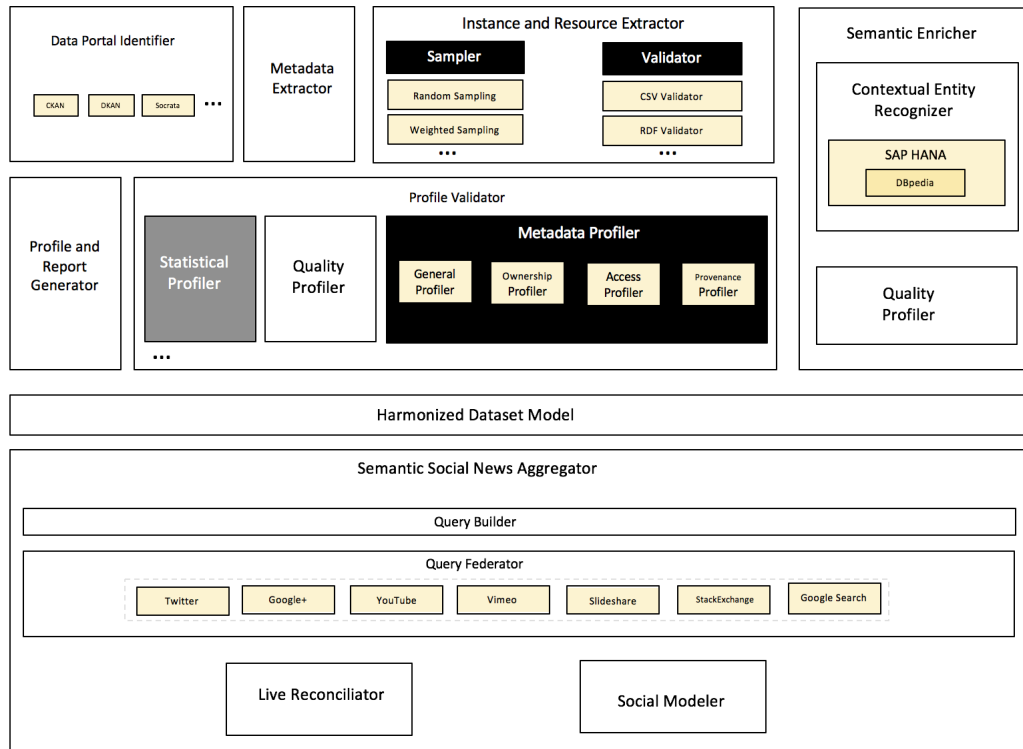 Data Portal Identifier
CKAN
DKAN
Socrata
...
Metadata
Extractor
Instance and Resource Extractor
Sampler
Random Sampling
Weighted Sampling
...
Validator
CSV Validator
RDF Validator
...
Semantic Enricher
Contextual Entity
Recognizer
SAP HANA
DBpedia
Quality
Profiler
Profile and
Report
Generator
Profile Validator
Statistical
Profiler
...
Quality
Profiler
Metadata Profiler
General
Profiler
Ownership
Profiler
Access
Profiler
Provenance
Profiler
Harmonized Dataset Model
Semantic Social News Aggregator
Query Builder
Query Federator
Twitter
Google+
YouTube
Vimeo
Slideshare
StackExchange
Google Search
Live Reconciliator
Social Modeler